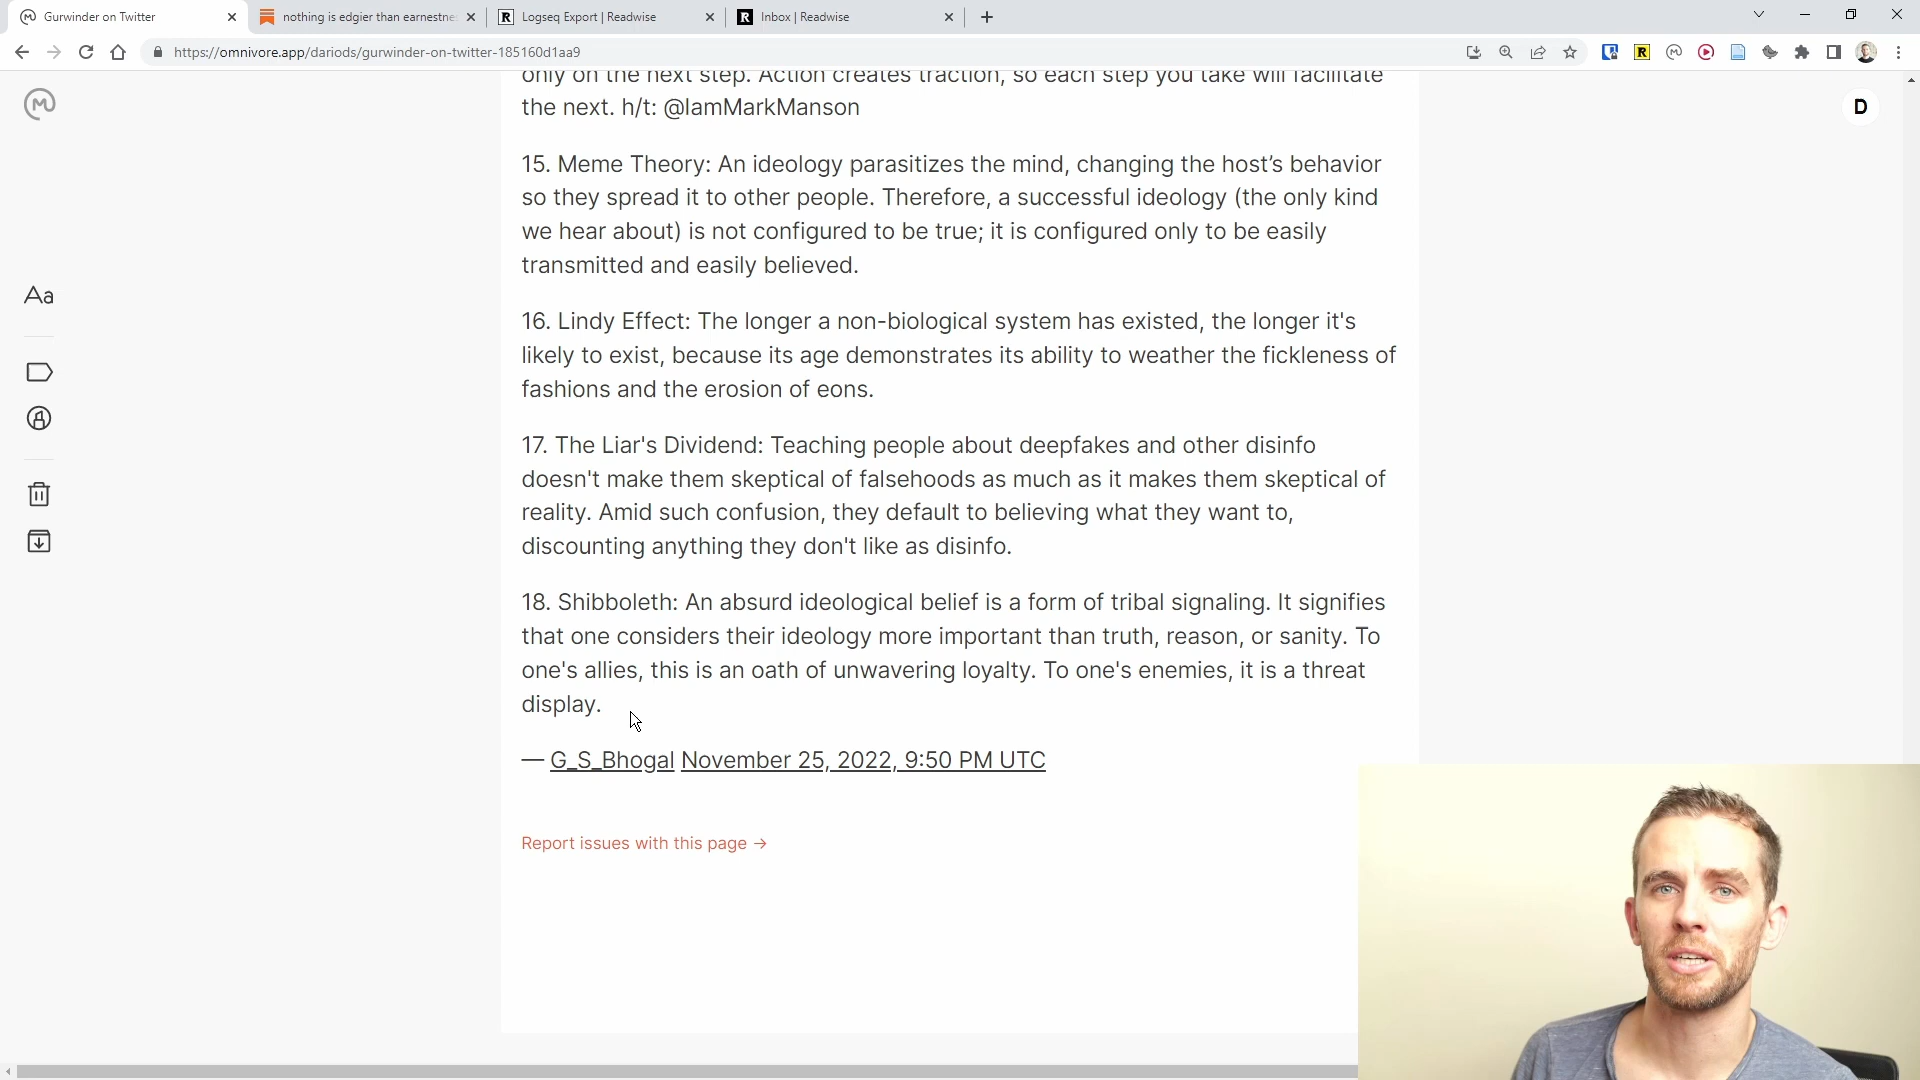 Gurwinder on Twitter
nothing is edgier than earnestne
Logseq Export | Readwise
Inbox | Readwise
https://omnivore.app/dariods/gurwinder-on-twitter-185160d1aa9
only on the next step. Action creates traction, so each step you take will facilitate
the next. h/t: @IamMarkManson
D
15. Meme Theory: An ideology parasitizes the mind, changing the host’s behavior
so they spread it to other people. Therefore, a successful ideology (the only kind
we hear about) is not configured to be true; it is configured only to be easily
transmitted and easily believed.
Aa
16. Lindy Effect: The longer a non-biological system has existed, the longer it's
likely to exist, because its age demonstrates its ability to weather the fickleness of
fashions and the erosion of eons.
17. The Liar's Dividend: Teaching people about deepfakes and other disinfo
doesn't make them skeptical of falsehoods as much as it makes them skeptical of
reality. Amid such confusion, they default to believing what they want to,
discounting anything they don't like as disinfo.
18. Shibboleth: An absurd ideological belief is a form of tribal signaling. It signifies
that one considers their ideology more important than truth, reason, or sanity. To
one's allies, this is an oath of unwavering loyalty. To one's enemies, it is a threat
display.
— G_S_Bhogal November 25, 2022, 9:50 PM UTC
Report issues with this page →